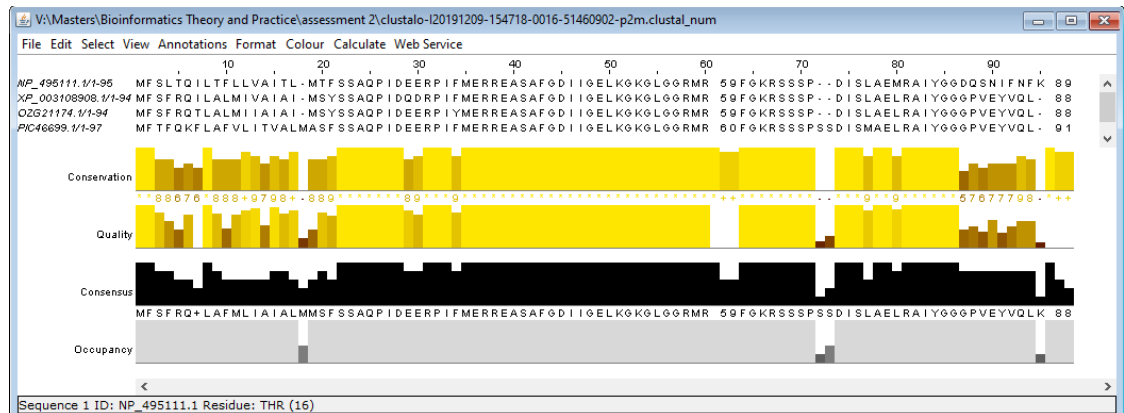 V:\Masters\Bioinformatics Theory and Practice\assessment 2\clustalo-I20191209-154718-0016-51460902-p2m.clustal_num
File Edit Select View Annotations Format Colour Calculate Web Service
10 20 30 40 50 60 70 80 90
NP_495111.1/1-95 MFSLTQILTFLLVAITL-MTFSSAQPIDEERPIFMERREASAFGDIIGELKGKGLGGRMR 59FGKRSSSP--DISLAEMRAIYGGDQSNIFNFK 89
XP_003108908.1/1-94 MFSFRQILALMIVAIAI-MSYSSAQPIDQDRPIFMERREASAFGDIIGELKGKGLGGRMR 59FGKRSSSP--DISLAELRAIYGGGPVEYVQL- 88
OZG21174.1/1-94 MFSFRQTLALMIIAIAI-MSFSSAQPIDEERPIYMERREASAFGDIIGELKGKGLGGRMR 59FGKRSSSP--DISLAELRAIYGGGPVEYVQL- 88
PIC46699.1/1-97 MFTFQKFLAFVLITVALMASFSSAQPIDEERPIFMERREASAFGDIIGELKGKGLGGRMR 60FGKRSSSPSSDISMAELRAIYGGGPVEYVQL- 91
Conservation
**88676*888+9798+-889********89***9***************************++********--***9**9*******57677798-*++
Quality
Consensus
MFSFRQ+LAFMLIAIALMMSFSSAQPIDEERPIFMERREASAFGDIIGELKGKGLGGRMR 59FGKRSSSPSSDISLAELRAIYGGGPVEYVQLK 88
Occupancy
Sequence 1 ID: NP_495111.1 Residue: THR (16)